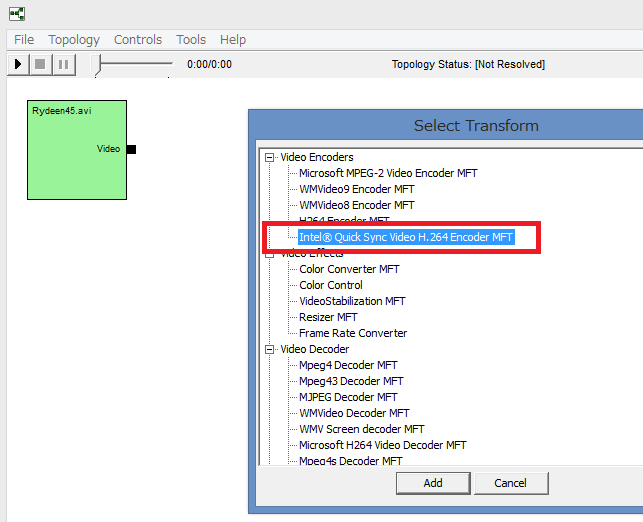 File Topology Controls Tools Help
0:00/0:00 Topology Status: [Not Resolved]
Rydeen45.avi
Video
Select Transform
Video Encoders
Microsoft MPEG-2 Video Encoder MFT
WMVideo9 Encoder MFT
WMVideo8 Encoder MFT
H264 Encoder MFT
Intel® Quick Sync Video H.264 Encoder MFT
Video Effects
Color Converter MFT
Color Control
VideoStabilization MFT
Resizer MFT
Frame Rate Converter
Video Decoder
Mpeg4 Decoder MFT
Mpeg43 Decoder MFT
MJPEG Decoder MFT
WMVideo Decoder MFT
WMV Screen decoder MFT
Microsoft H264 Video Decoder MFT
Mpeg4s Decoder MFT
Add Cancel